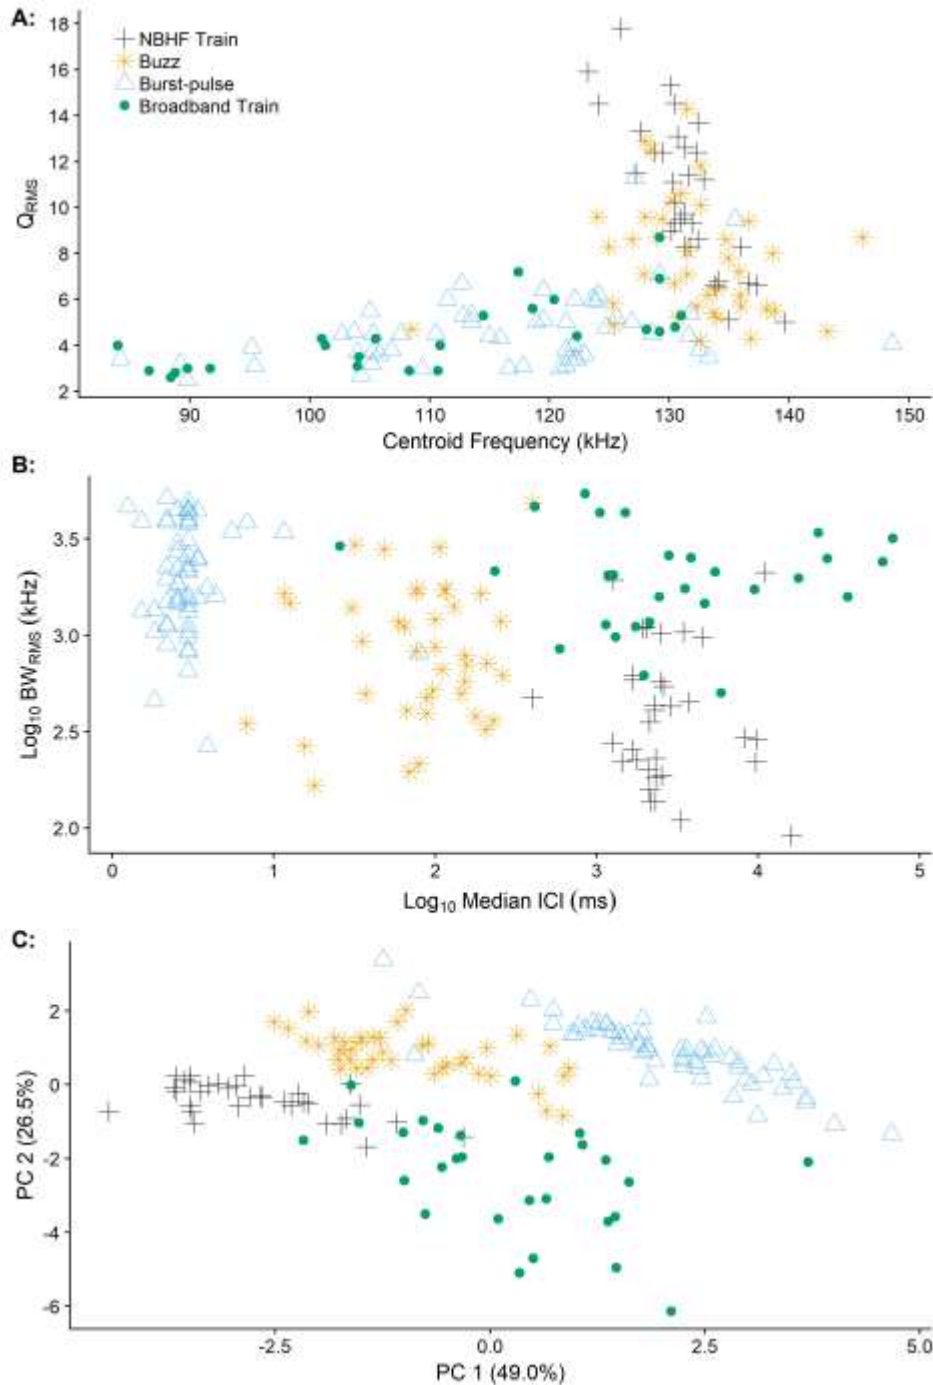 A:
18
16
14
12
10
8
6
4
2
Q_RMS
NBHF Train
Buzz
Burst-pulse
Broadband Train
90 100 110 120 130 140 150
Centroid Frequency (kHz)
B:
3.5
3.0
2.5
2.0
Log₁₀ BW_RMS (kHz)
0 1 2 3 4 5
Log₁₀ Median ICI (ms)
C:
2
0
-2
-4
-6
PC 2 (26.5%)
-2.5 0.0 2.5 5.0
PC 1 (49.0%)